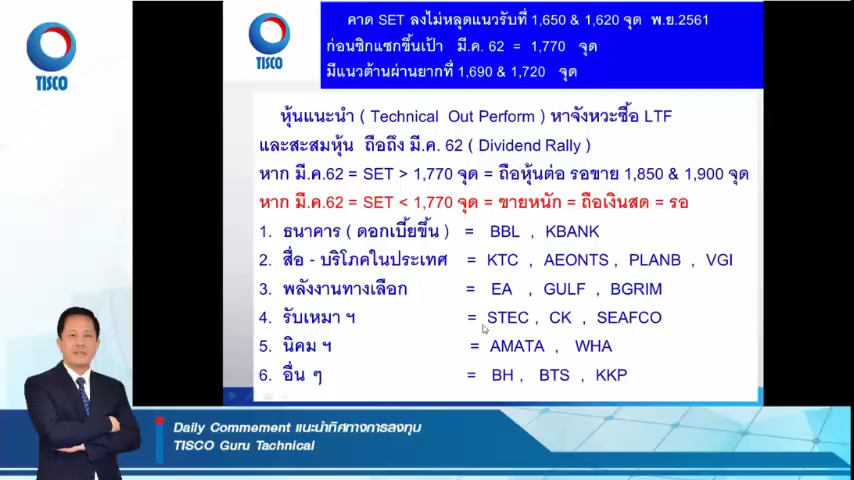 TISCO
TISCO
คาด SET ลงไม่หลุดแนวรับที่ 1,650 & 1,620 จุด พ.ย.2561
ก่อนซิกแซกขึ้นเป้า มี.ค. 62 = 1,770 จุด
มีแนวต้านผ่านยากที่ 1,690 & 1,720 จุด
หุ้นแนะนำ ( Technical Out Perform ) หาจังหวะซื้อ LTF
และสะสมหุ้น ถือถึง มี.ค. 62 ( Dividend Rally )
หาก มี.ค.62 = SET > 1,770 จุด = ถือหุ้นต่อ รอขาย 1,850 & 1,900 จุด
หาก มี.ค.62 = SET < 1,770 จุด = ขายหนัก = ถือเงินสด = รอ
1. ธนาคาร ( ดอกเบี้ยขึ้น ) = BBL , KBANK
2. สื่อ - บริโภคในประเทศ = KTC , AEONTS , PLANB , VGI
3. พลังงานทางเลือก = EA , GULF , BGRIM
4. รับเหมา ฯ = STEC , CK , SEAFCO
5. นิคม ฯ = AMATA , WHA
6. อื่น ๆ = BH , BTS , KKP
Daily Commement แนะนำทิศทางการลงทุน
TISCO Guru Tachnical